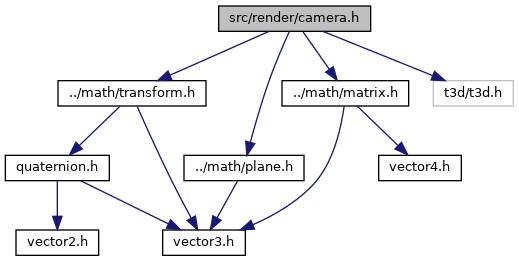 src/render/camera.h
../math/transform.h
../math/matrix.h
t3d/t3d.h
quaternion.h
../math/plane.h
vector4.h
vector2.h
vector3.h